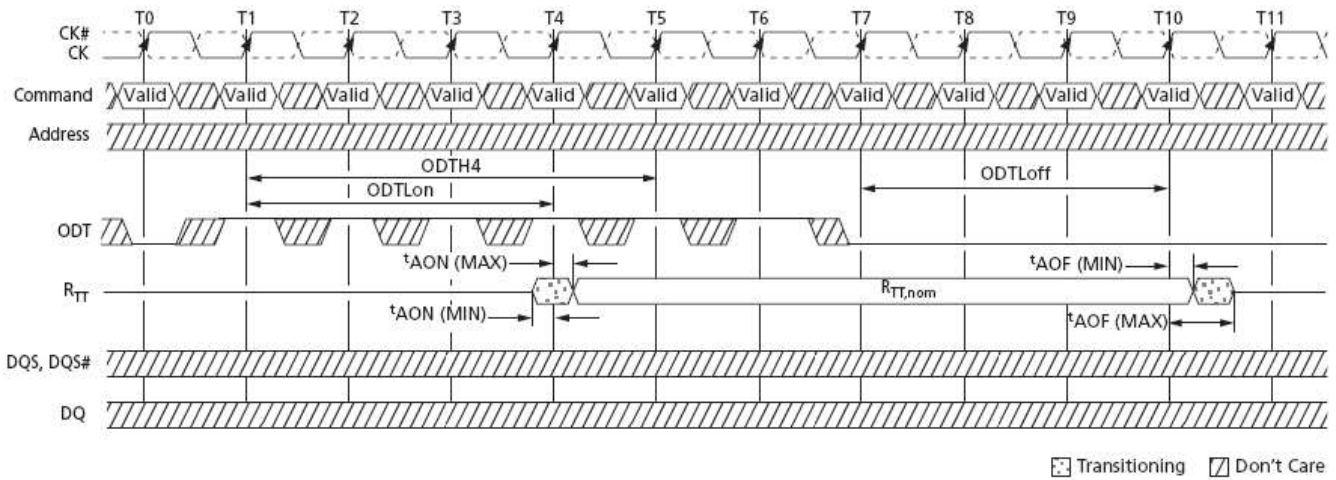 T0 T1 T2 T3 T4 T5 T6 T7 T8 T9 T10 T11
CK#
CK
Command Valid Valid Valid Valid Valid Valid Valid Valid Valid Valid Valid Valid
Address
ODTH4
ODTLon ODTLoff
ODT
tAON (MAX) tAOF (MIN)
RTT RTT,nom
tAON (MIN) tAOF (MAX)
DQS, DQS#
DQ
Transitioning Don't Care